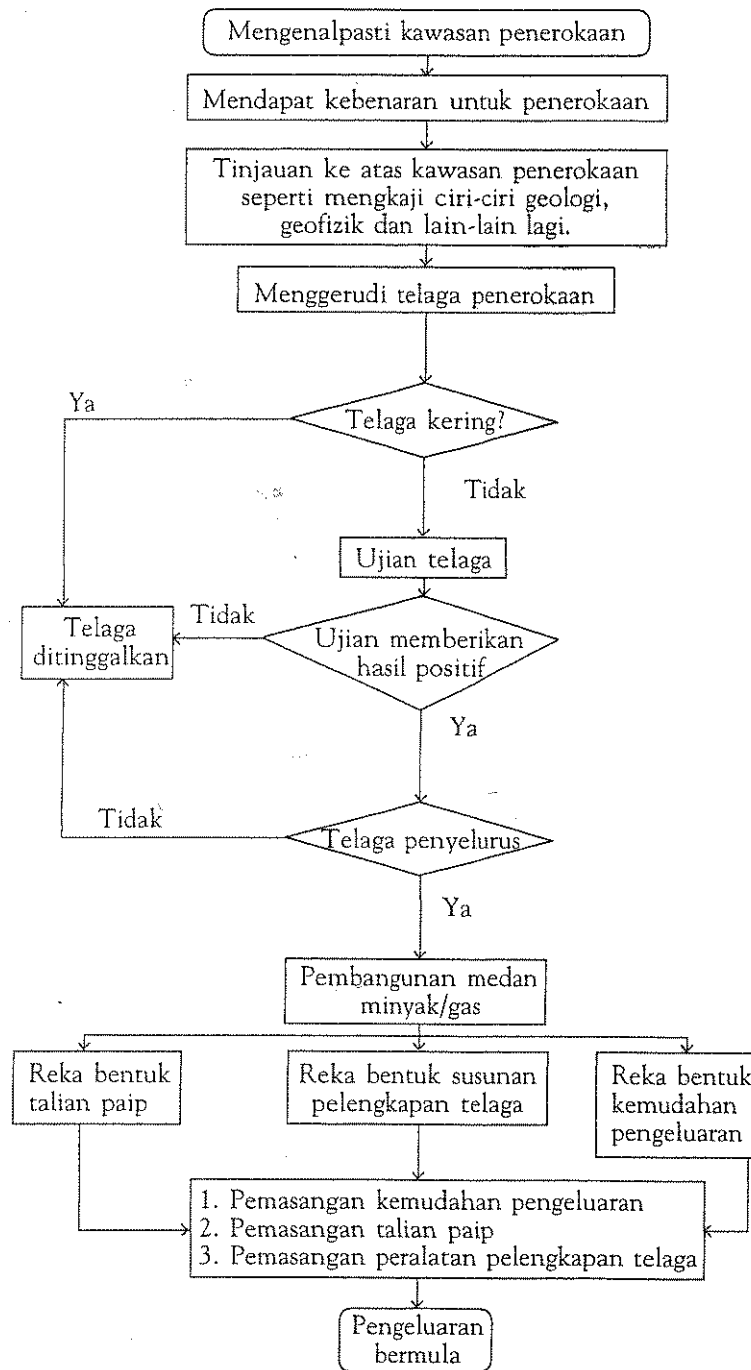 Mengenalpasti kawasan penerokaan
Mendapat kebenaran untuk penerokaan
Tinjauan ke atas kawasan penerokaan
seperti mengkaji ciri-ciri geologi,
geofizik dan lain-lain lagi.
Menggerudi telaga penerokaan
Ya
Telaga kering?
Tidak
Ujian telaga
Telaga
ditinggalkan
Tidak
Ujian memberikan
hasil positif
Ya
Tidak
Telaga penyelurus
Ya
Pembangunan medan
minyak/gas
Reka bentuk
talian paip
Reka bentuk susunan
pelengkapan telaga
Reka bentuk
kemudahan
pengeluaran
1. Pemasangan kemudahan pengeluaran
2. Pemasangan talian paip
3. Pemasangan peralatan pelengkapan telaga
Pengeluaran
bermula